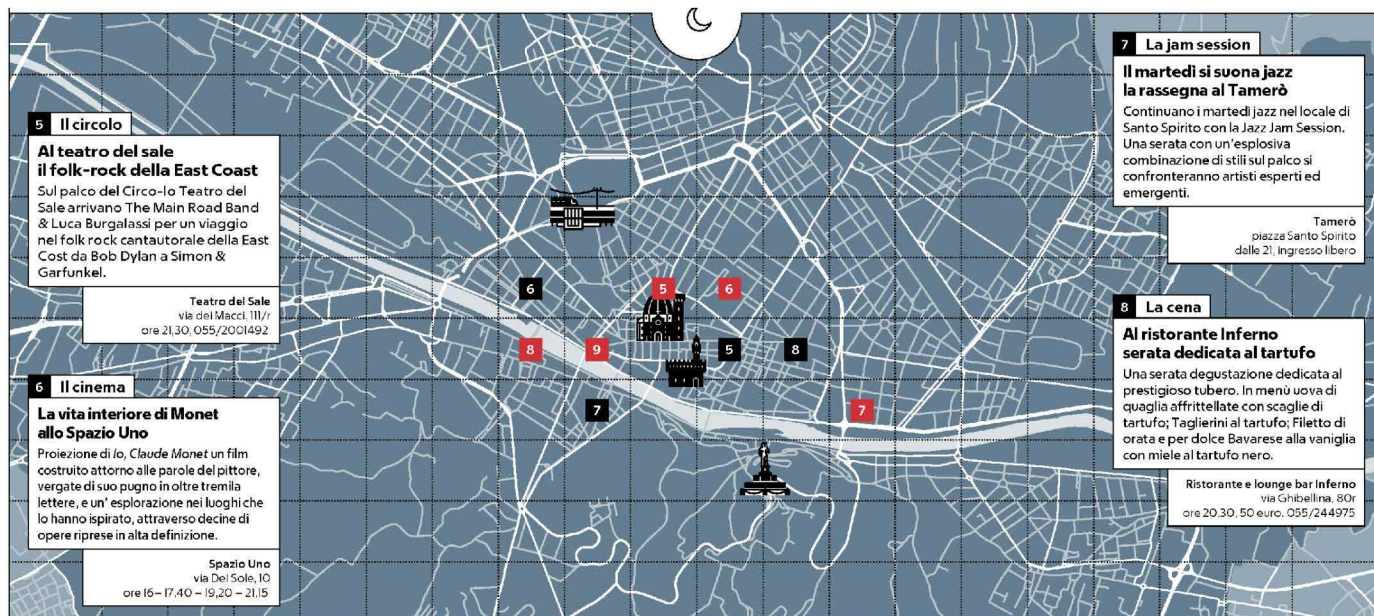 5 Il circolo
Al teatro del sale
il folk-rock della East Coast
Sul palco del Circo-lo Teatro del
Sale arrivano The Main Road Band
& Luca Burgalassi per un viaggio
nel folk rock cantautorale della East
Cost da Bob Dylan a Simon &
Garfunkel.
Teatro del Sale
via dei Macci, 111/r
ore 21,30, 055/2001492
6 Il cinema
La vita interiore di Monet
allo Spazio Uno
Proiezione di Io, Claude Monet un film
costruito attorno alle parole del pittore,
vergate di suo pugno in oltre tremila
lettere, e un' esplorazione nei luoghi che
lo hanno ispirato, attraverso decine di
opere riprese in alta definizione.
Spazio Uno
via Del Sole, 10
ore 16 – 17,40 – 19,20 – 21,15
6
5
6
8
9
5
8
7
7
7 La jam session
Il martedì si suona jazz
la rassegna al Tamerò
Continuano i martedì jazz nel locale di
Santo Spirito con la Jazz Jam Session.
Una serata con un'esplosiva
combinazione di stili sul palco si
confronteranno artisti esperti ed
emergenti.
Tamerò
piazza Santo Spirito
dalle 21, ingresso libero
8 La cena
Al ristorante Inferno
serata dedicata al tartufo
Una serata degustazione dedicata al
prestigioso tubero. In menù uova di
quaglia affrittellate con scaglie di
tartufo; Taglierini al tartufo; Filetto di
orata e per dolce Bavarese alla vaniglia
con miele al tartufo nero.
Ristorante e lounge bar Inferno
via Ghibellina, 80r
ore 20,30, 50 euro. 055/244975